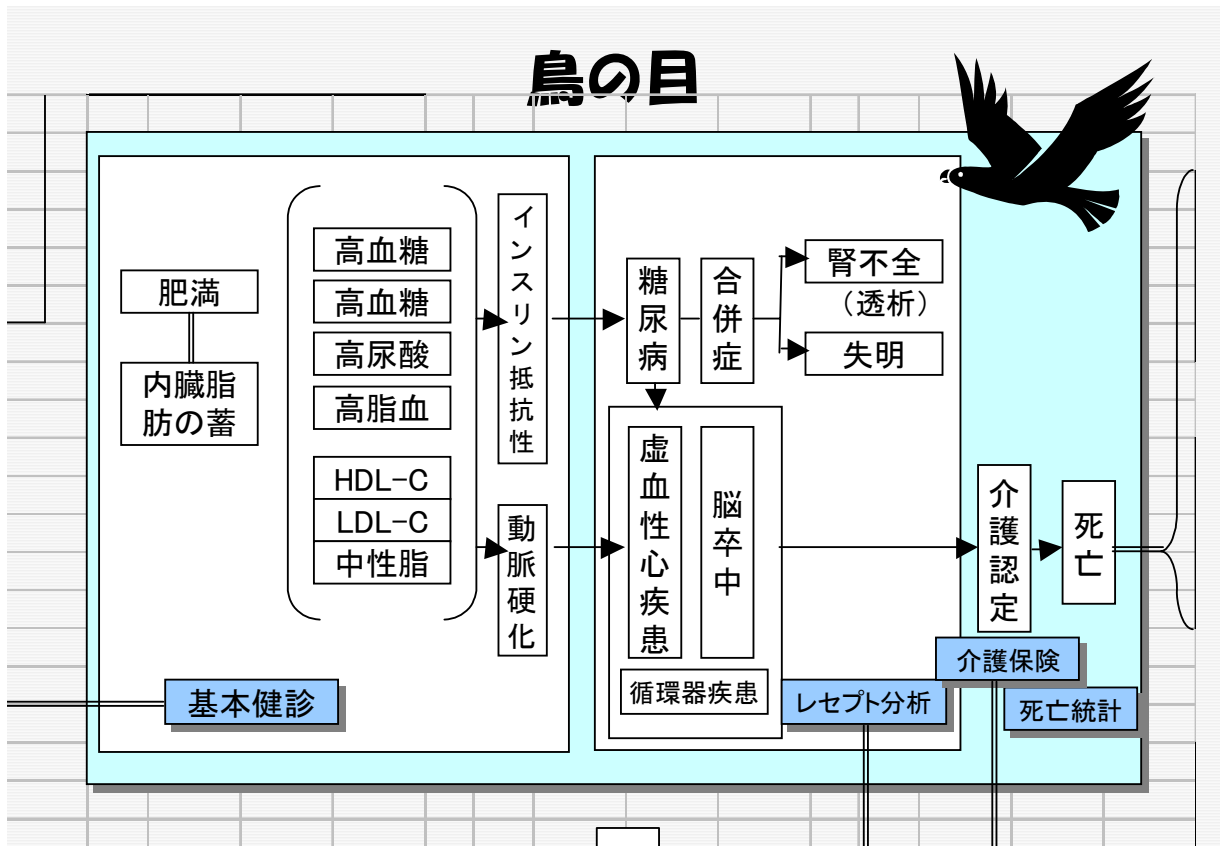 鳥の目
肥満
内臓脂
肪の蓄
高血糖
高血糖
高尿酸
高脂血
HDL-C
LDL-C
中性脂
インスリン抵抗性
動脈硬化
糖尿病
合併症
腎不全
（透析）
失明
虚血性心疾患
脳卒中
循環器疾患
介護認定
死亡
基本健診
レセプト分析
介護保険
死亡統計